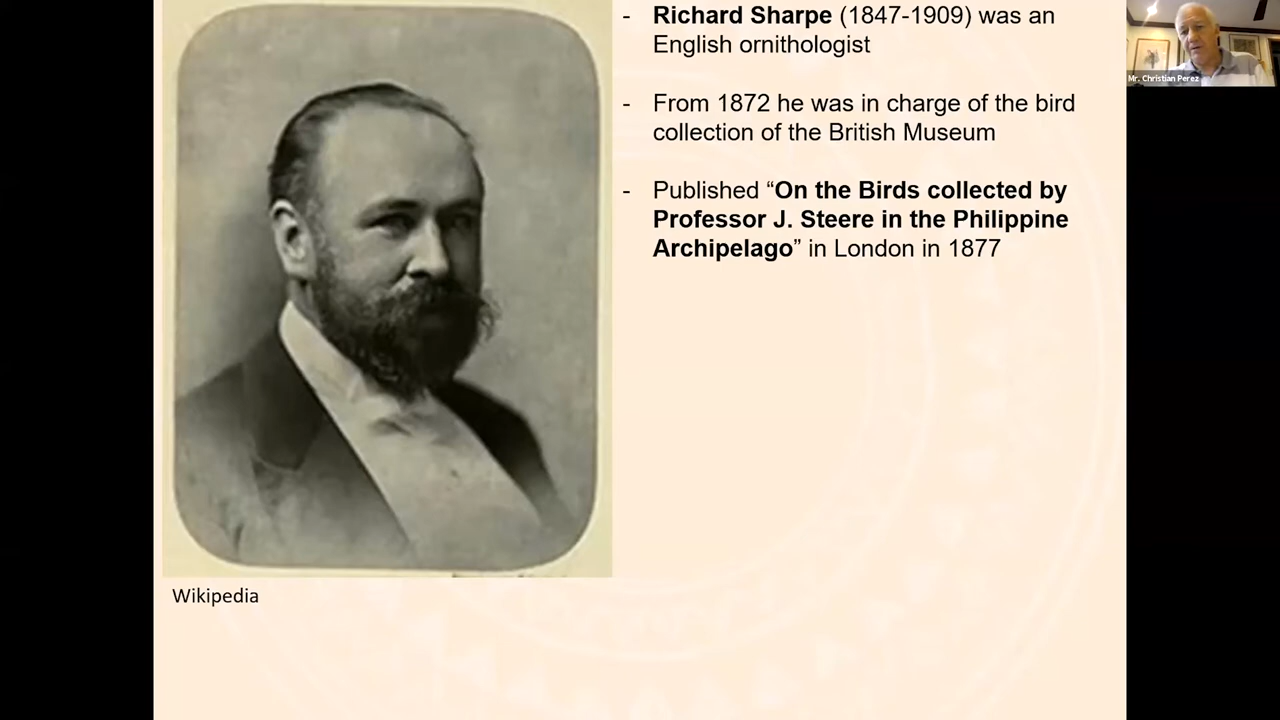 - Richard Sharpe (1847-1909) was an
English ornithologist
- From 1872 he was in charge of the bird
collection of the British Museum
- Published “On the Birds collected by
Professor J. Steere in the Philippine
Archipelago” in London in 1877
Wikipedia
Mr. Christian Perez